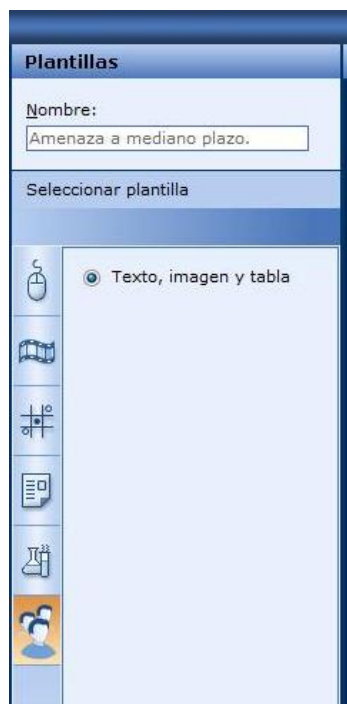 Plantillas
Nombre:
Amenaza a mediano plazo.
Seleccionar plantilla
Texto, imagen y tabla